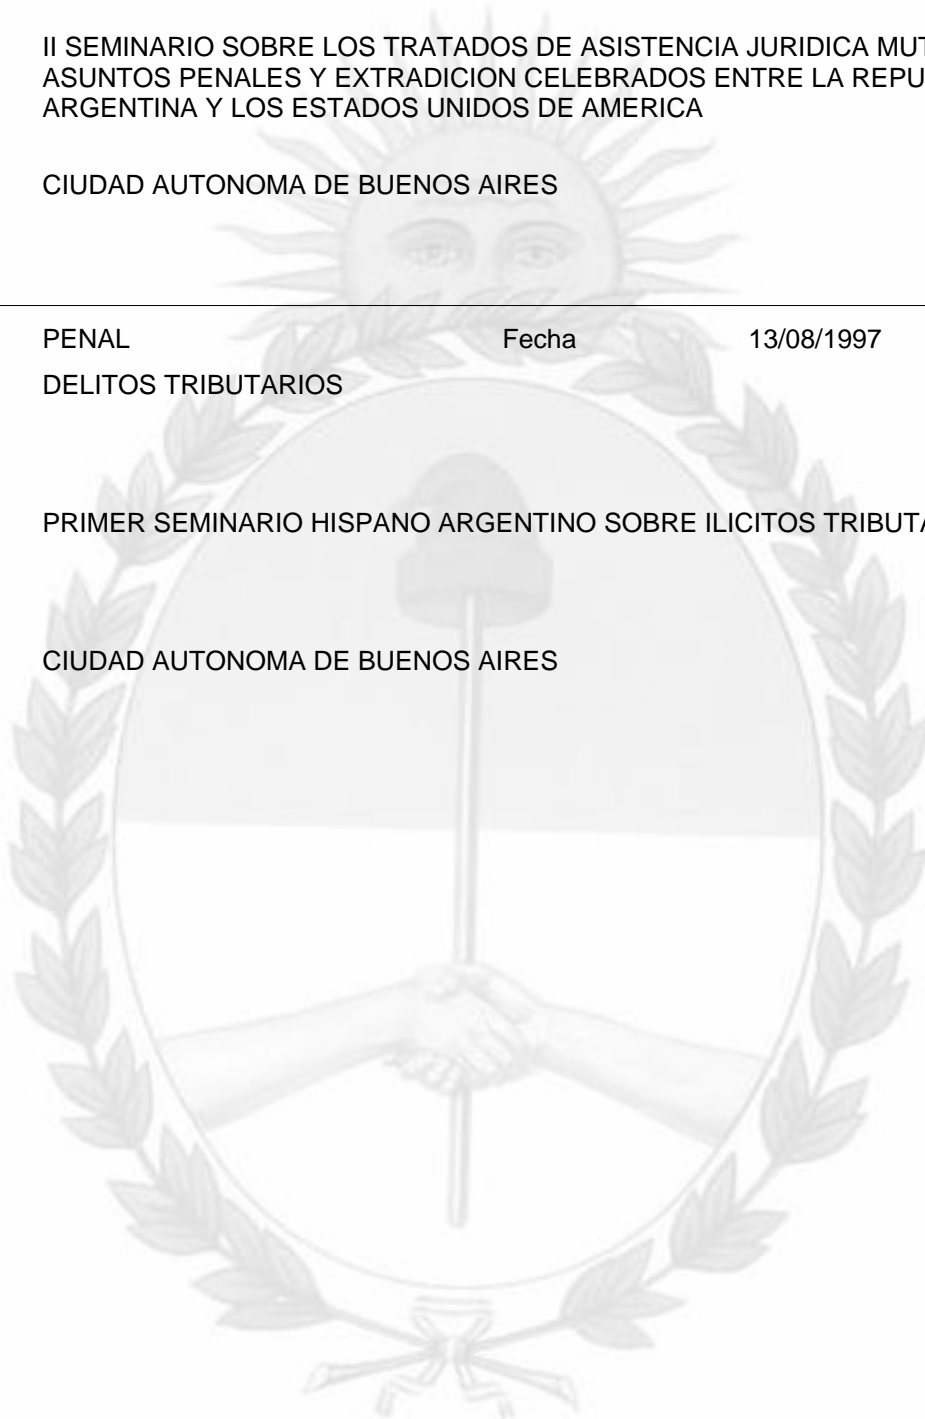 II SEMINARIO SOBRE LOS TRATADOS DE ASISTENCIA JURIDICA
ASUNTOS PENALES Y EXTRADICION CELEBRADOS ENTRE LA
ARGENTINA Y LOS ESTADOS UNIDOS DE AMERICA
CIUDAD AUTONOMA DE BUENOS AIRES
PENAL Fecha 13/08/1997
DELITOS TRIBUTARIOS
PRIMER SEMINARIO HISPANO ARGENTINO SOBRE ILICITOS
CIUDAD AUTONOMA DE BUENOS AIRES